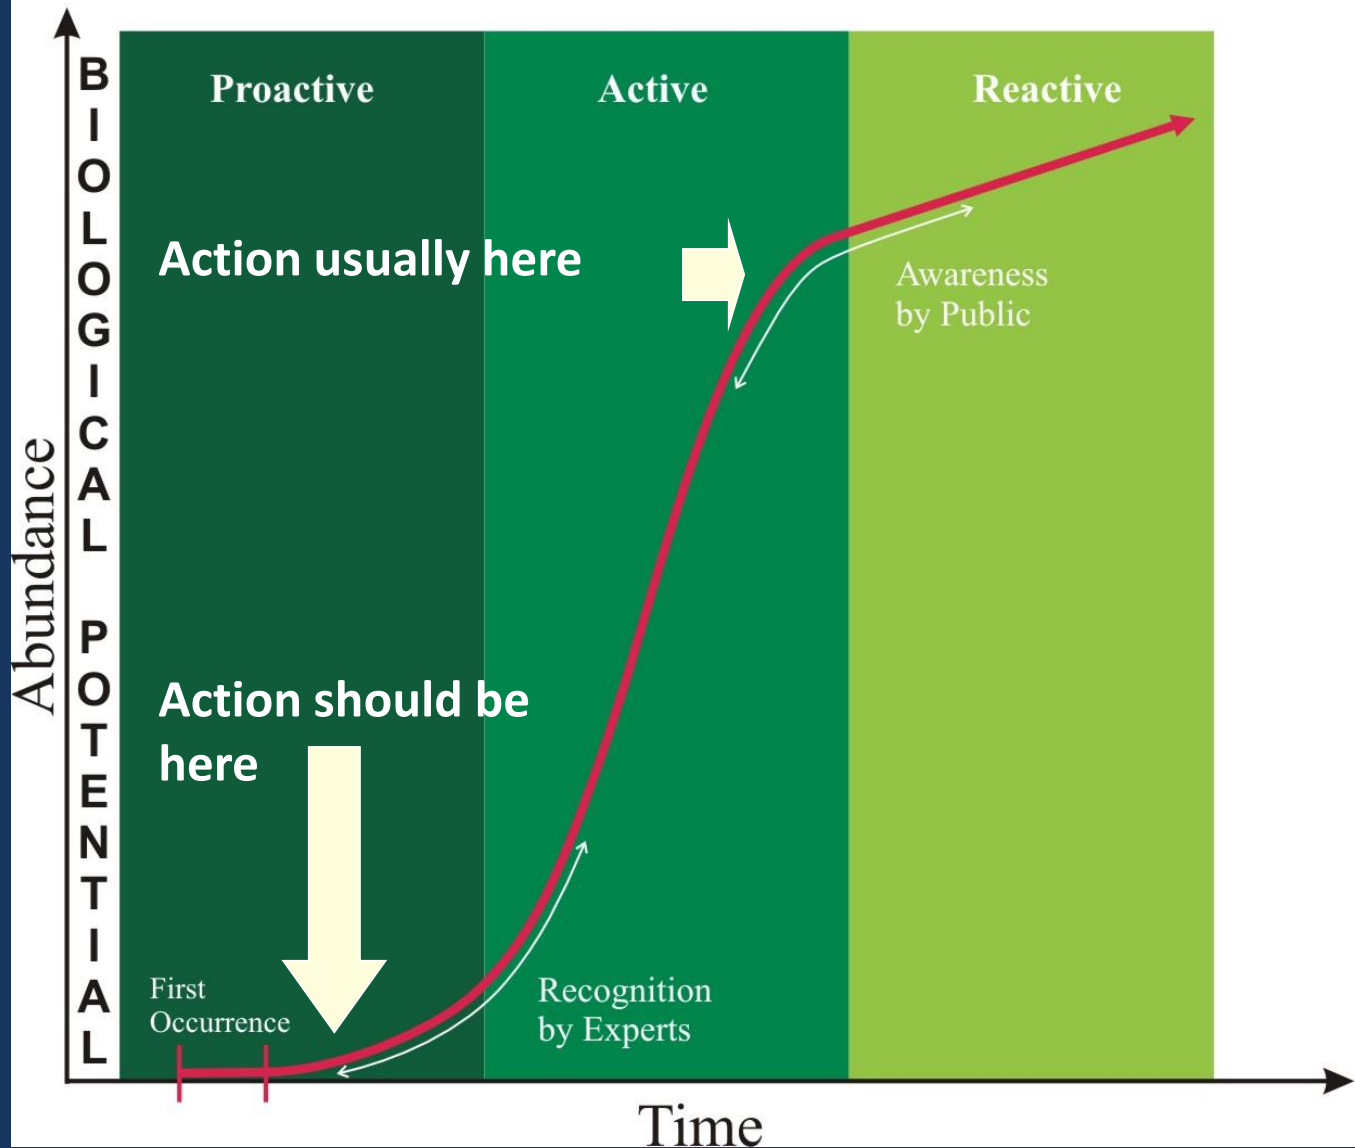 Abundance
BIOLOGICAL POTENTIAL
Proactive
Active
Reactive
Action usually here
Awareness
by Public
Action should be
here
First
Occurrence
Recognition
by Experts
Time